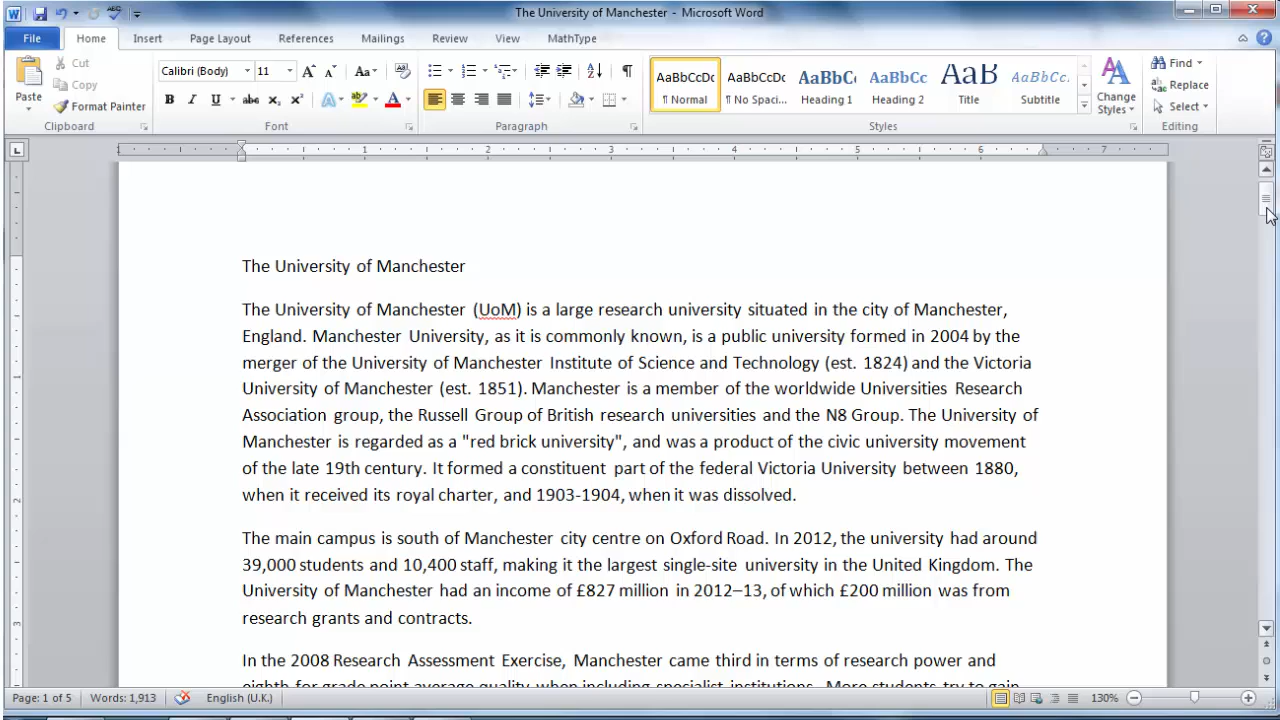 The University of Manchester - Microsoft Word
File Home Insert Page Layout References Mailings Review View MathType
Paste
Cut
Copy
Format Painter
Clipboard
Calibri (Body) 11
Font
Paragraph
AaBbCcDc AaBbCcDc AaBbC AaBbCc AaB AaBbCc.
¶ Normal ¶ No Spaci... Heading 1 Heading 2 Title Subtitle
Change Styles
Styles
Find
Replace
Select
Editing
1 1 2 3 4 5 6 7
The University of Manchester
The University of Manchester (UoM) is a large research university situated in the city of Manchester,
England. Manchester University, as it is commonly known, is a public university formed in 2004 by the
merger of the University of Manchester Institute of Science and Technology (est. 1824) and the Victoria
University of Manchester (est. 1851). Manchester is a member of the worldwide Universities Research
Association group, the Russell Group of British research universities and the N8 Group. The University of
Manchester is regarded as a "red brick university", and was a product of the civic university movement
of the late 19th century. It formed a constituent part of the federal Victoria University between 1880,
when it received its royal charter, and 1903-1904, when it was dissolved.
The main campus is south of Manchester city centre on Oxford Road. In 2012, the university had around
39,000 students and 10,400 staff, making it the largest single-site university in the United Kingdom. The
University of Manchester had an income of £827 million in 2012–13, of which £200 million was from
research grants and contracts.
In the 2008 Research Assessment Exercise, Manchester came third in terms of research power and
eighth for grade point average quality when including specialist institutions. More students try to gain
Page: 1 of 5 Words: 1,913 English (U.K.) 130%